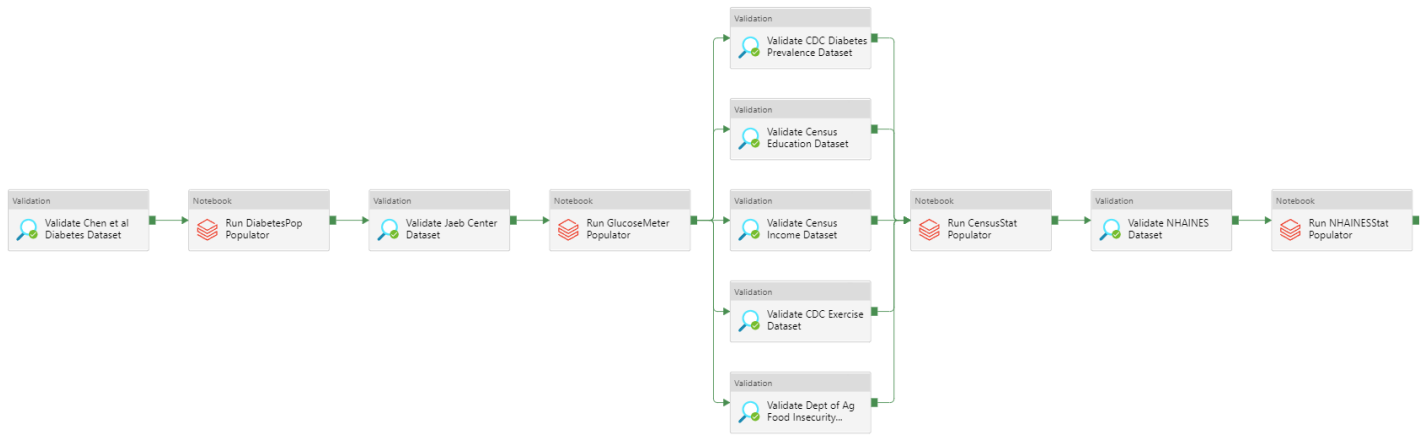 Validation
Validate Chen et al
Diabetes Dataset
Notebook
Run DiabetesPop
Populator
Validation
Validate Jaeb Center
Dataset
Notebook
Run GlucoseMeter
Populator
Validation
Validate CDC Diabetes
Prevalence Dataset
Validation
Validate Census
Education Dataset
Validation
Validate Census
Income Dataset
Validation
Validate CDC Exercise
Dataset
Validation
Validate Dept of Ag
Food Insecurity...
Notebook
Run CensusStat
Populator
Validation
Validate NHAINES
Dataset
Notebook
Run NHAINESStat
Populator